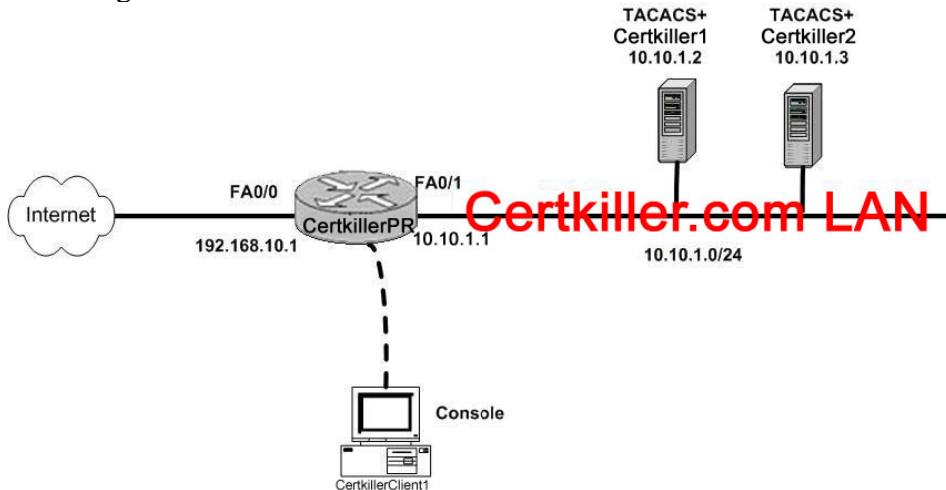 TACACS+
Certkiller1
10.10.1.2
TACACS+
Certkiller2
10.10.1.3
Internet
FA0/0
FA0/1
CertkillerPR
192.168.10.1
10.10.1.1
Certkiller.com LAN
10.10.1.0/24
Console
CertkillerClient1